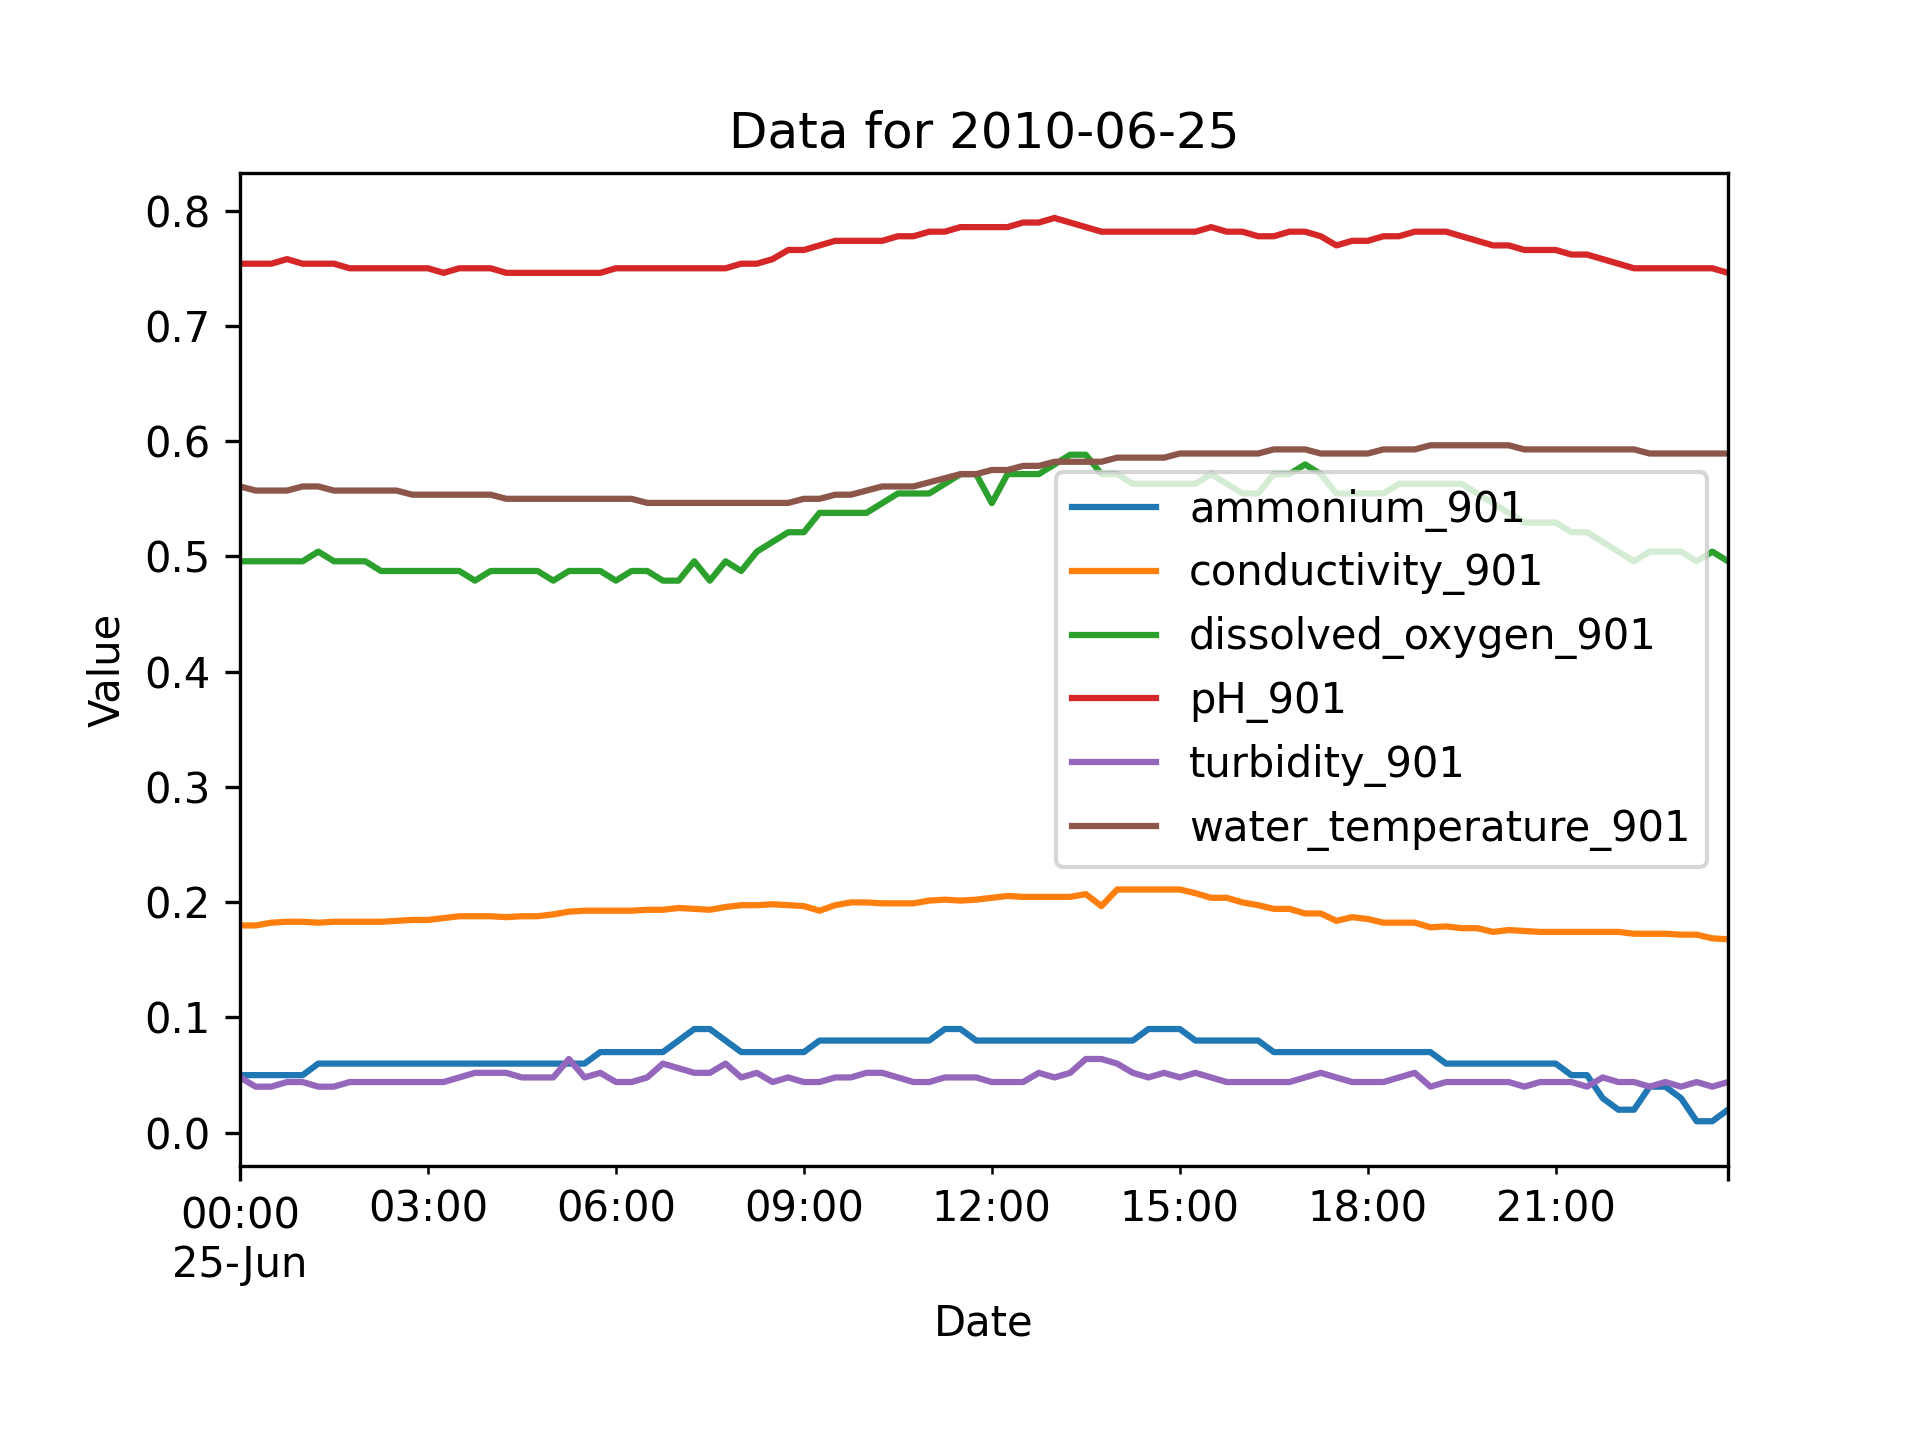 Data for 2010-06-25
0.8
0.7
0.6
0.5
0.4
0.3
0.2
0.1
0.0
Value
ammonium_901
conductivity_901
dissolved_oxygen_901
pH_901
turbidity_901
water_temperature_901
00:00 03:00 06:00 09:00 12:00 15:00 18:00 21:00
25-Jun
Date